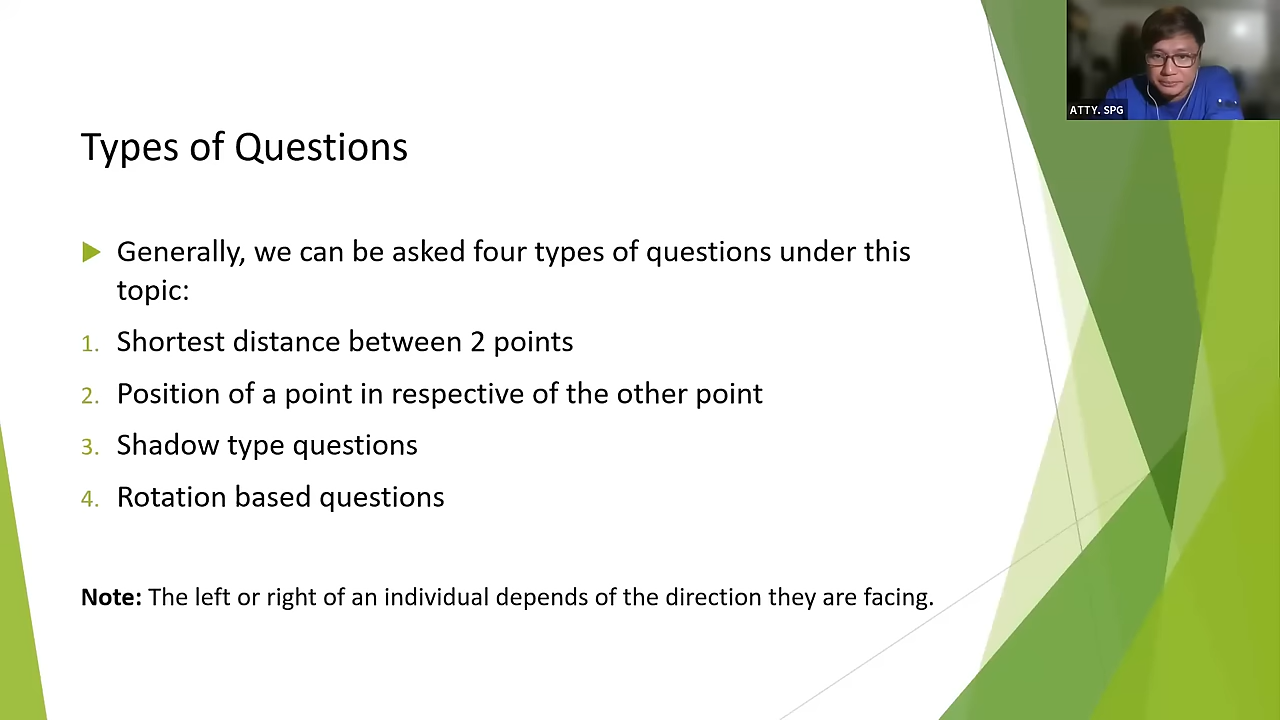 ATTY. SPG
Types of Questions
Generally, we can be asked four types of questions under this
topic:
1. Shortest distance between 2 points
2. Position of a point in respective of the other point
3. Shadow type questions
4. Rotation based questions
Note: The left or right of an individual depends of the direction they are facing.